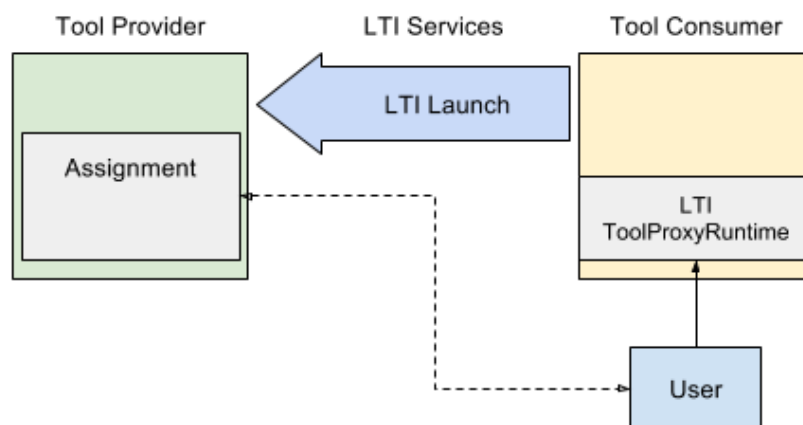 Tool Provider
LTI Services
Tool Consumer
LTI Launch
Assignment
LTI
ToolProxyRuntime
User